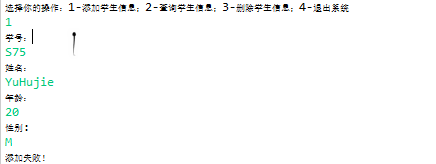 选择你的操作：1-添加学生信息；2-查询学生信息；3-删除学生信息；4-退出系统
1
学号：
S75
姓名：
YuHujie
年龄：
20
性别：
M
添加失败！